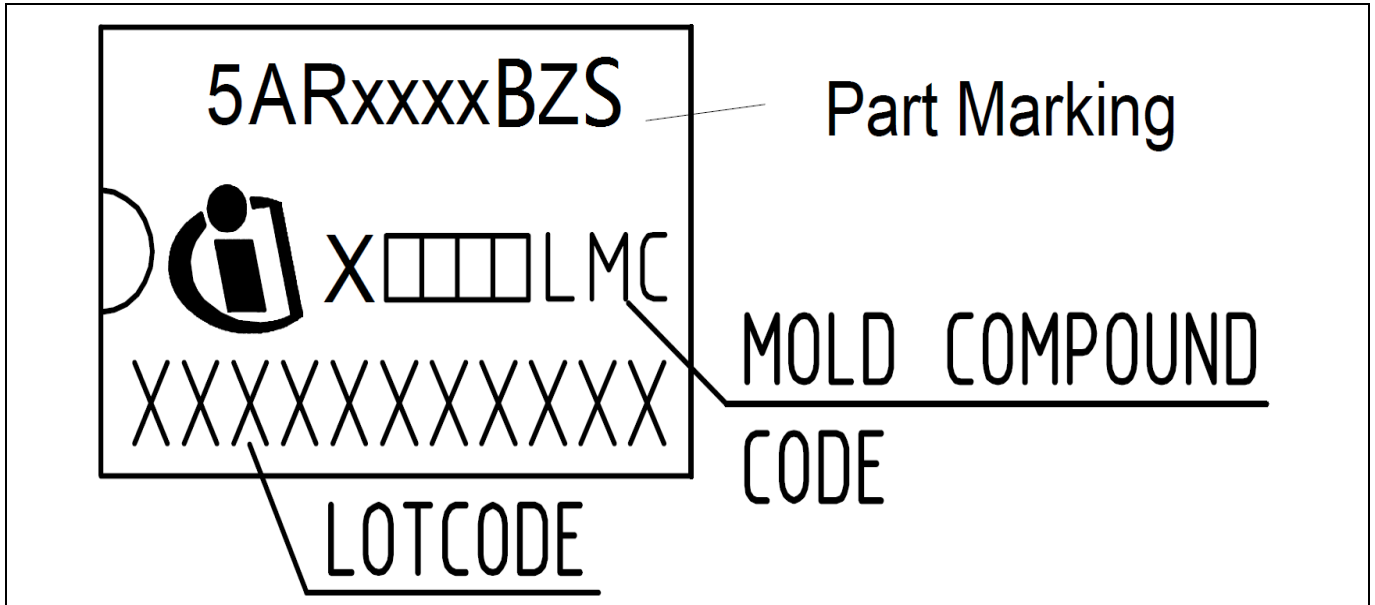 5ARxxxxBZS
Part Marking
X□□□□LMC
XXXXXXXXXXX
MOLD COMPOUND
CODE
LOTCODE